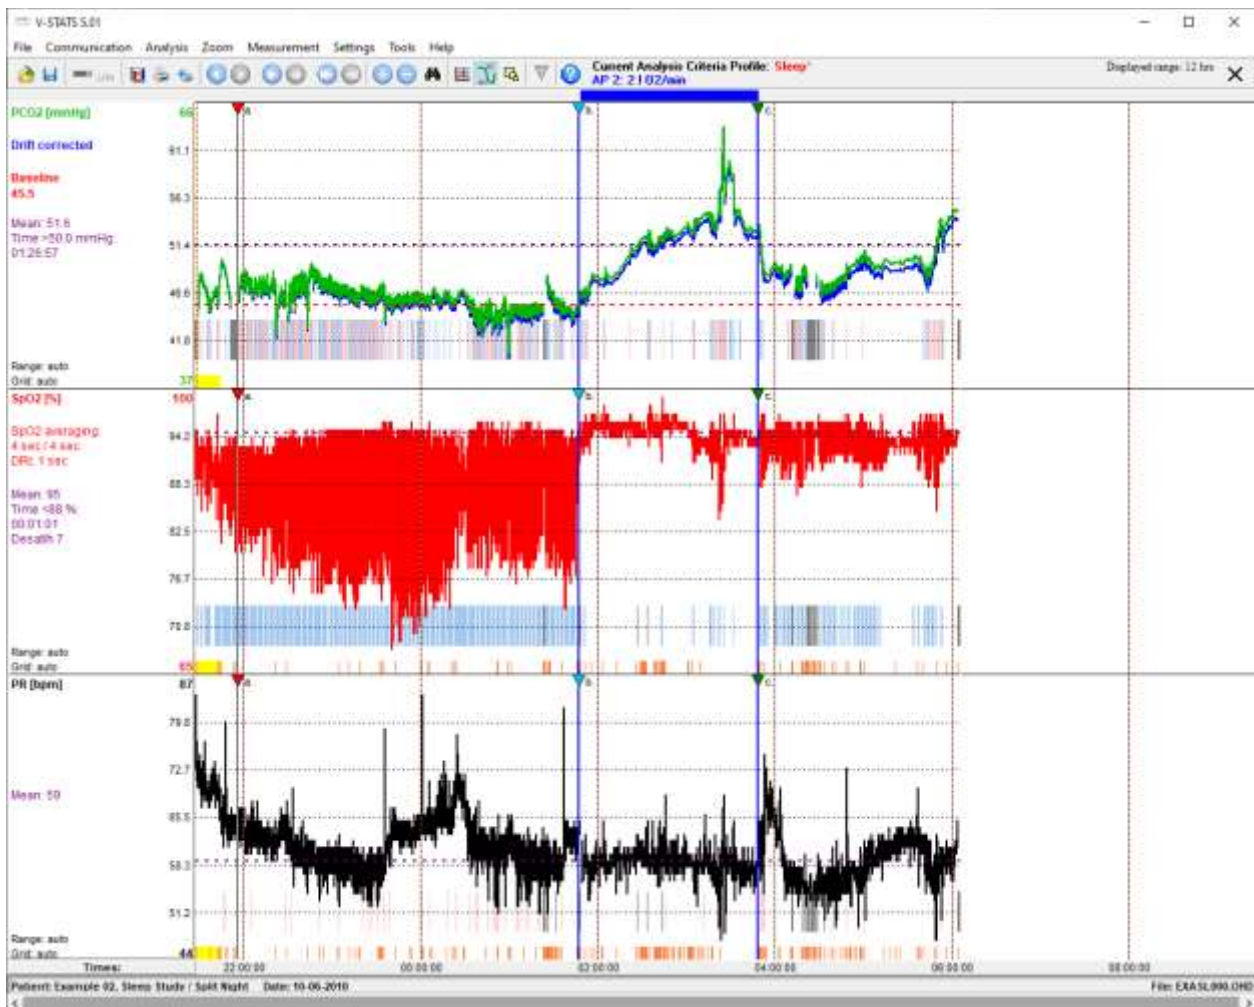 V-STATS 5.01
File Communication Analysis Zoom Measurement Settings Tools Help
Current Analysis Criteria Profile: Sleep*
AP 2: 2 l O2/min
Displayed range: 12 hrs
PCO2 [mmHg] 66
a. b. c.
Drift corrected
61.1
Baseline
45.5
56.3
Mean: 51.6
Time >50.0 mmHg:
01:26:57
51.4
46.6
41.8
Range: auto
Grid: auto 37
SpO2 [%] 100
a. b. c.
SpO2 averaging:
4 sec / 4 sec
DRI: 1 sec
94.2
88.3
Mean: 95
Time <88 %:
00:01:01
Desat/h 7
82.5
76.7
70.8
Range: auto
Grid: auto 65
PR [bpm] 87
a. b. c.
79.8
72.7
Mean: 59
65.5
58.3
51.2
Range: auto
Grid: auto 44
Times: 22:00:00 00:00:00 02:00:00 04:00:00 06:00:00 08:00:00
Patient: Example 02, Sleep Study / Split Night Date: 10-06-2010 File: EXASL000.OHD